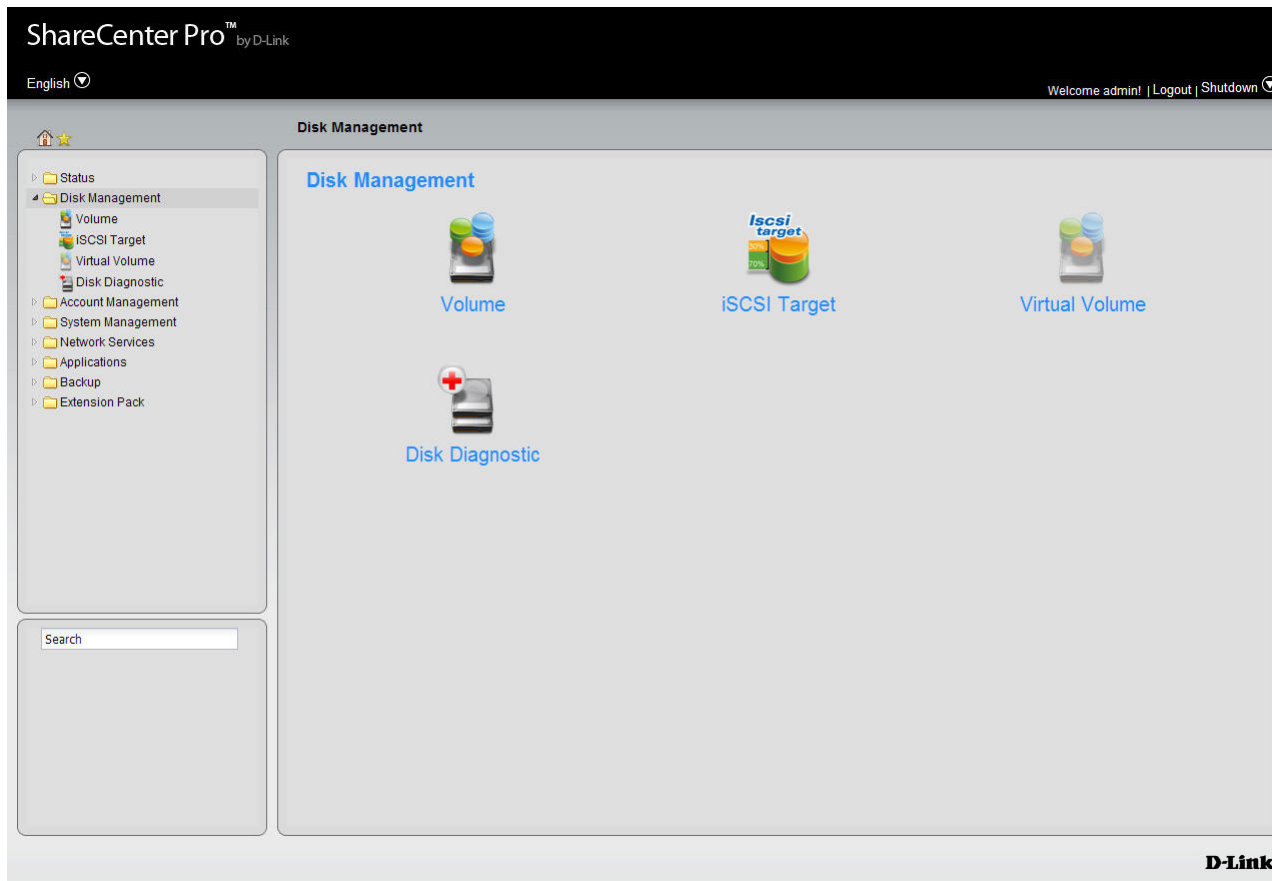 ShareCenter Pro™ by D-Link
English
Welcome admin! | Logout | Shutdown
Disk Management
Status
Disk Management
Volume
iSCSI Target
Virtual Volume
Disk Diagnostic
Account Management
System Management
Network Services
Applications
Backup
Extension Pack
Search
Disk Management
Iscsi
target
30%
70%
Volume
iSCSI Target
Virtual Volume
Disk Diagnostic
D-Link